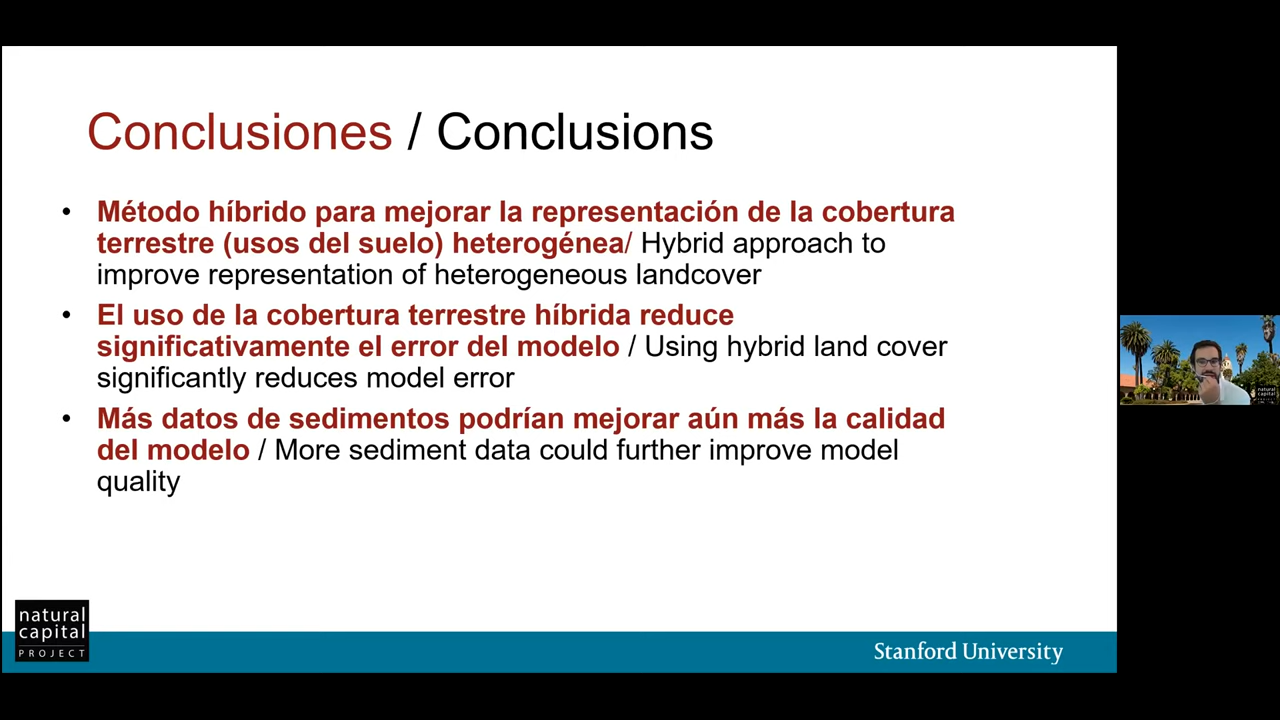 Conclusiones / Conclusions
• Método híbrido para mejorar la representación de la cobertura
terrestre (usos del suelo) heterogénea/ Hybrid approach to
improve representation of heterogeneous landcover
• El uso de la cobertura terrestre híbrida reduce
significativamente el error del modelo / Using hybrid land cover
significantly reduces model error
• Más datos de sedimentos podrían mejorar aún más la calidad
del modelo / More sediment data could further improve model
quality
natural
capital
PROJECT
Stanford University
natural
capital